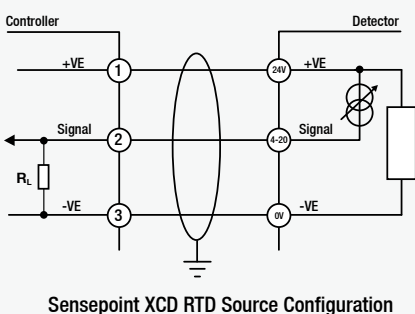 Controller Detector
+VE 1 24V +VE
Signal 2 4-20 Signal
RL
-VE 3 0V -VE
Sensepoint XCD RTD Source Configuration